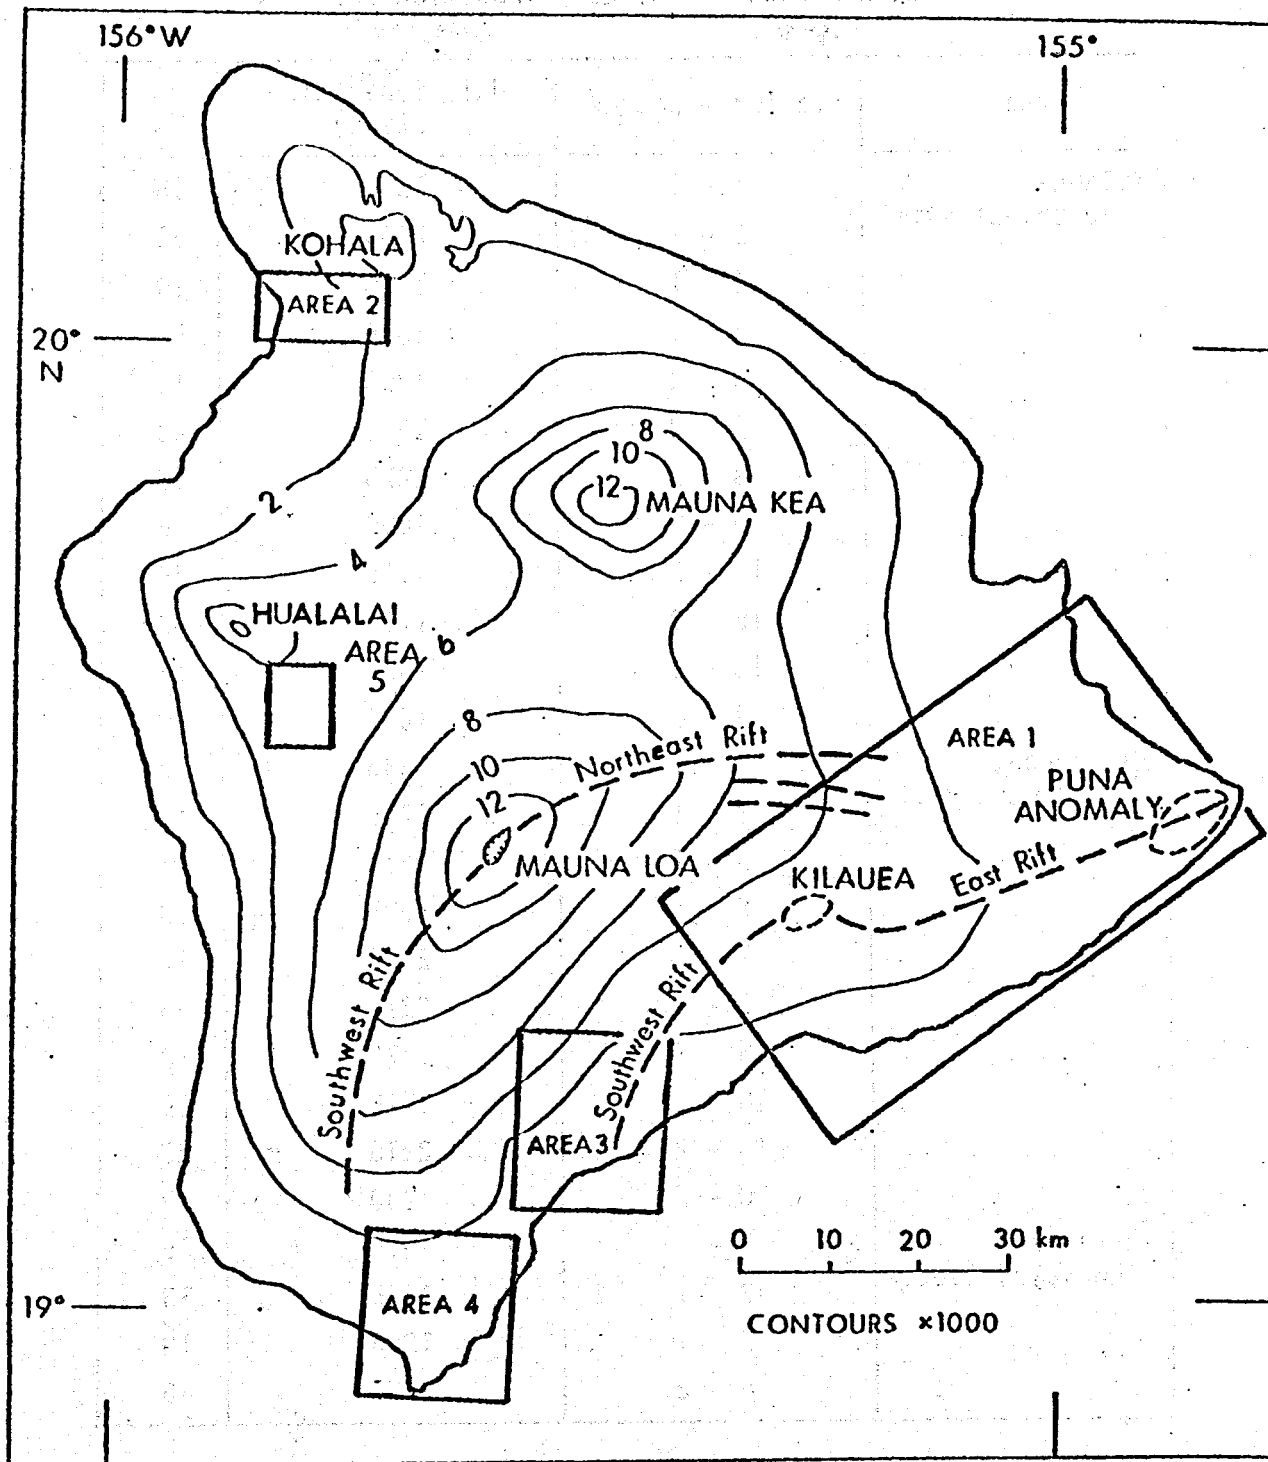 156° W
155°
KOHALA
AREA 2
20°
N
8
10
12
MAUNA KEA
2
4
HUALALAI
6
AREA
5
8
Northeast Rift
AREA 1
10
PUNA
ANOMALY
12
MAUNA LOA
KILAUEA
East Rift
Southwest Rift
Southwest Rift
AREA 3
0 10 20 30 km
19°
AREA 4
CONTOURS ×1000